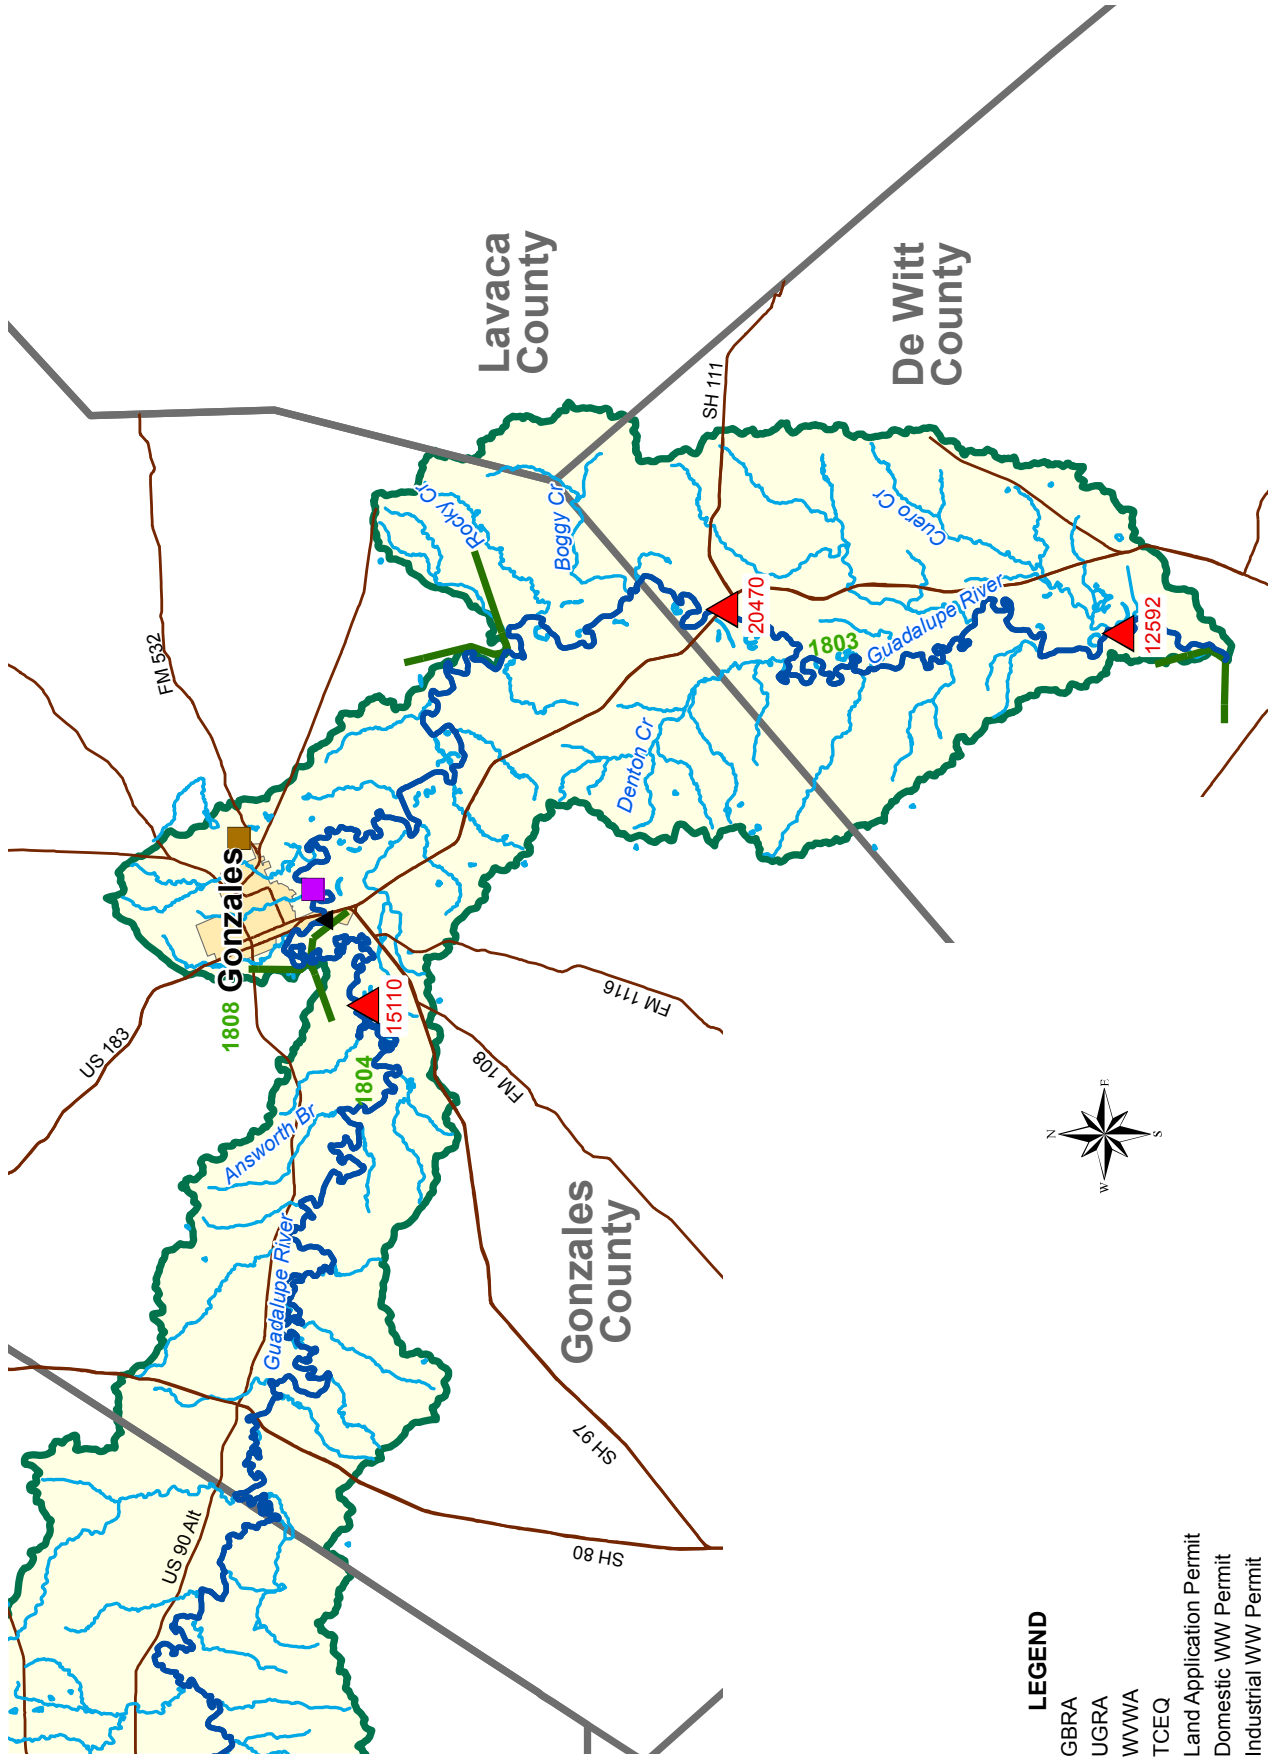 Lavaca
County
De Witt
County
SH 111
Rocky Cr
Boggy Cr
Cuero Cr
FM 532
20470
12592
1803
Guadalupe River
Denton Cr
Gonzales
1808
15110
1804
US 183
FM 1116
FM 108
Answorth Br
Guadalupe River
Gonzales
County
N
E
S
W
SH 97
SH 80
US 90 Alt
LEGEND
GBRA
UGRA
WVWA
TCEQ
Land Application Permit
Domestic WW Permit
Industrial WW Permit